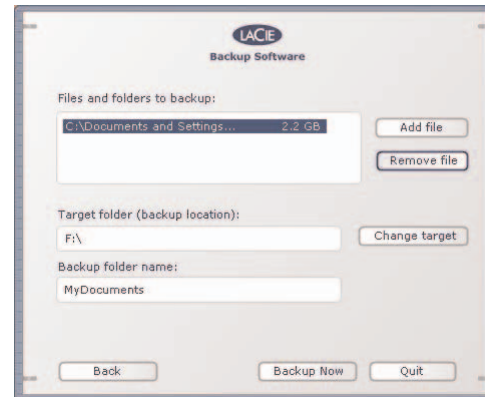 LACIE
Backup Software
Files and folders to backup:
C:\Documents and Settings... 2.2 GB
Add file
Remove file
Target folder (backup location):
F:\
Change target
Backup folder name:
MyDocuments
Back
Backup Now
Quit